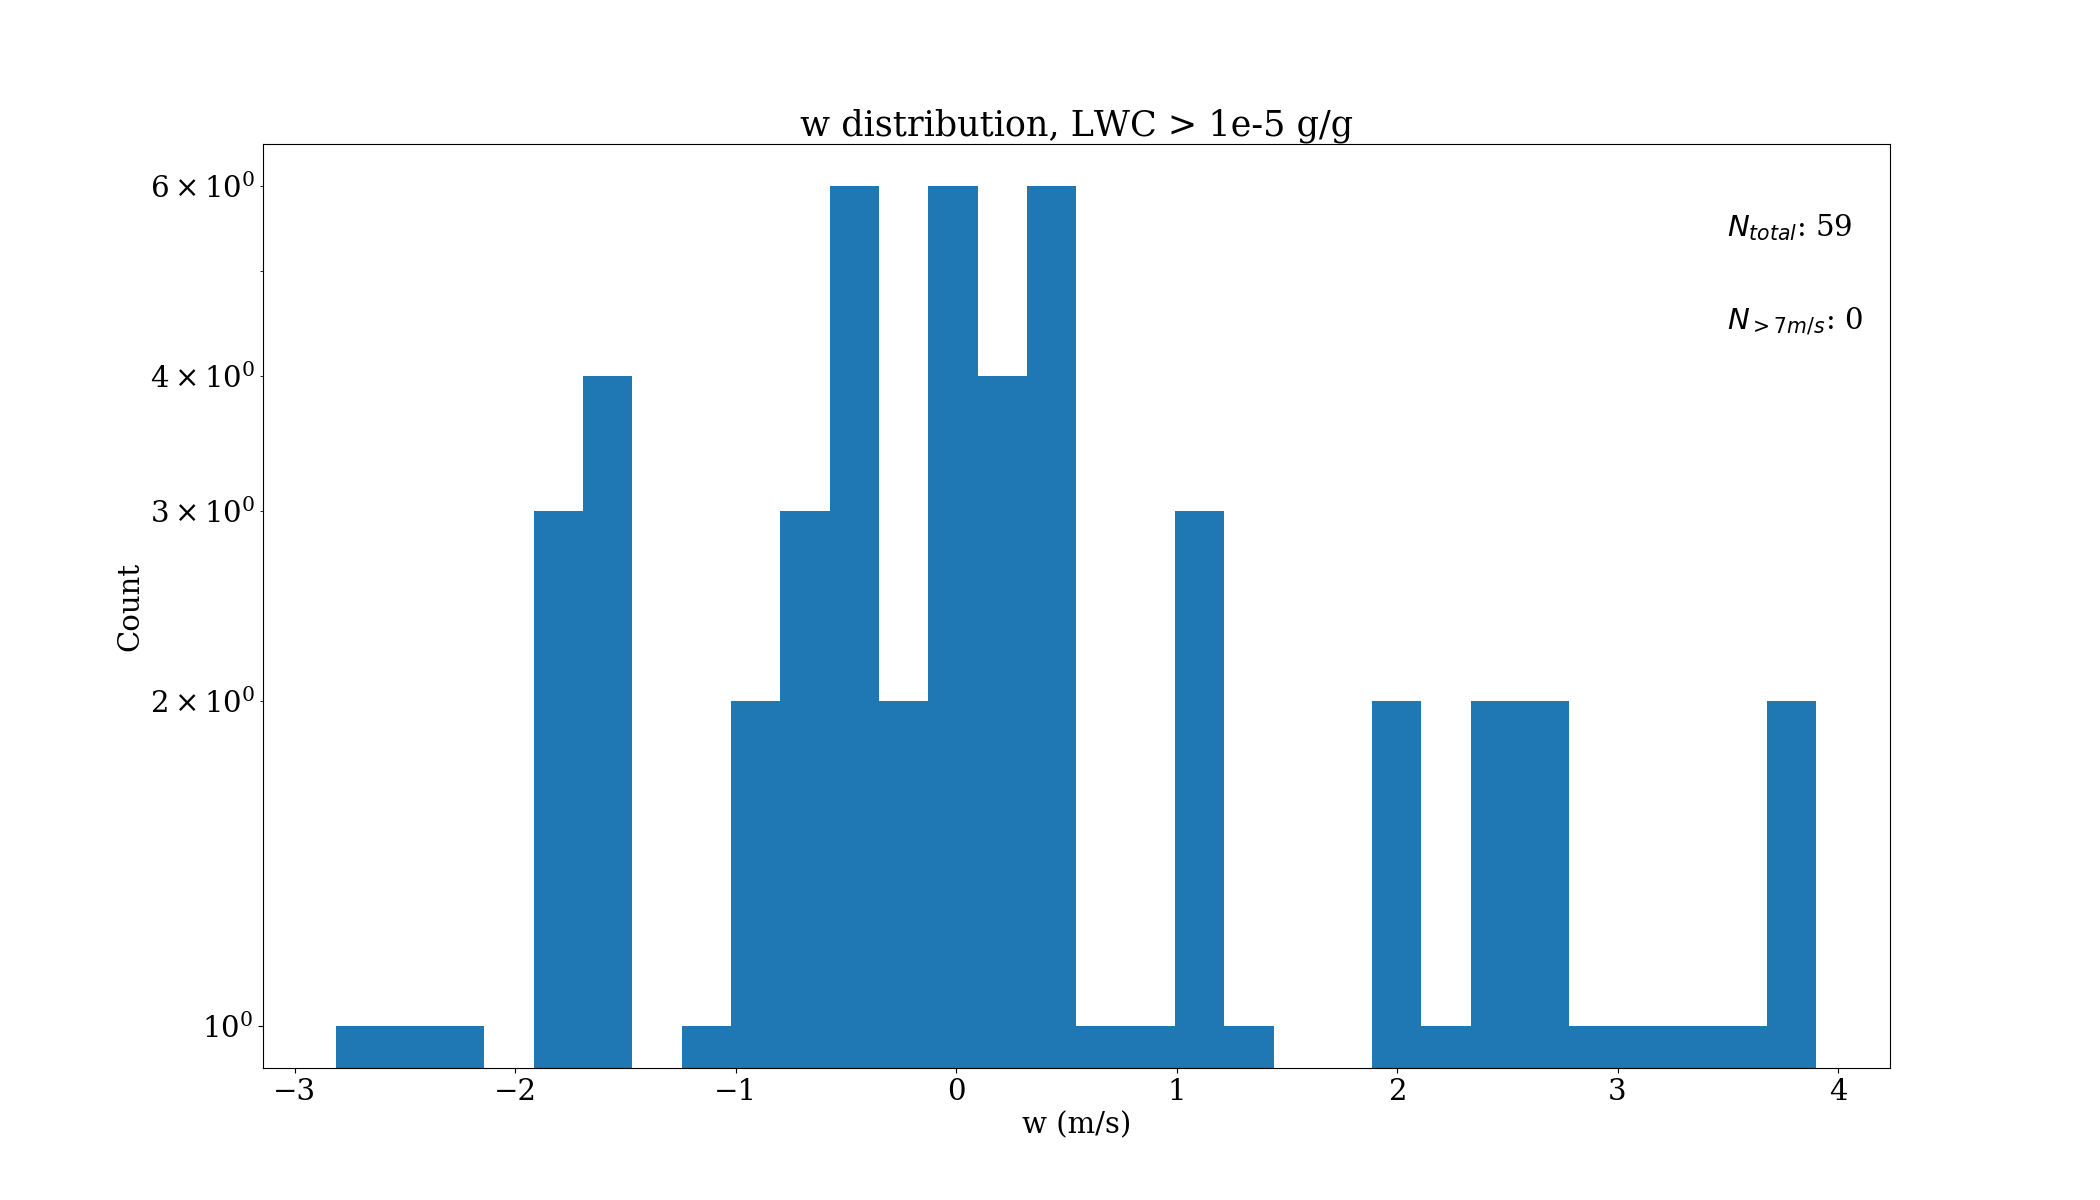 w distribution, LWC > 1e-5 g/g
6 × 10⁰
4 × 10⁰
3 × 10⁰
2 × 10⁰
10⁰
Count
N_total: 59
N_>7m/s: 0
−3 −2 −1 0 1 2 3 4
w (m/s)